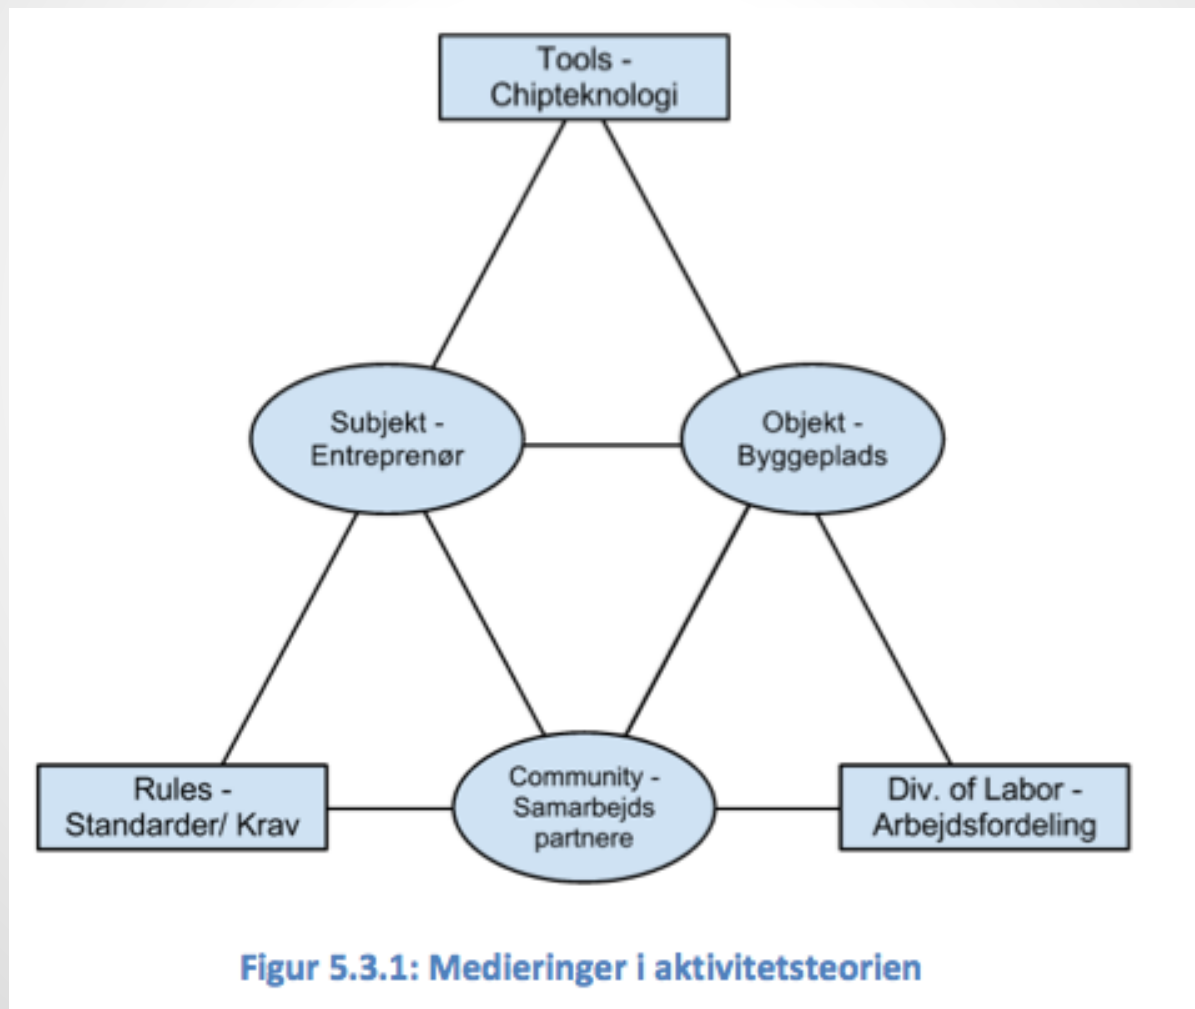 Tools -
Chipteknologi
Subjekt -
Entreprenør
Objekt -
Byggeplads
Rules -
Standarder/ Krav
Community -
Samarbejds
partnere
Div. of Labor -
Arbejdsfordeling
Figur 5.3.1: Medieringer i aktivitetsteorien